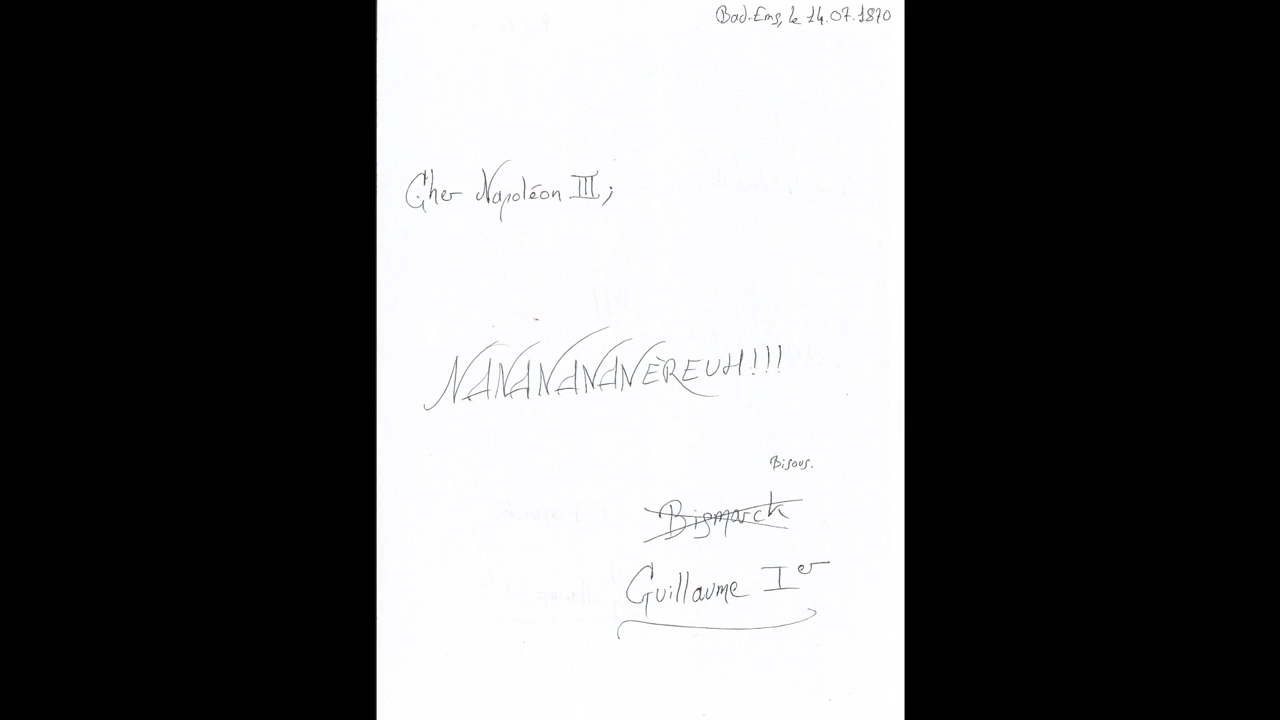 Bad-Ems, le 14.07.1870
Cher Napoléon III;
NANANANANÈREUH!!!
Bisous.
Bismarck
Guillaume Ier